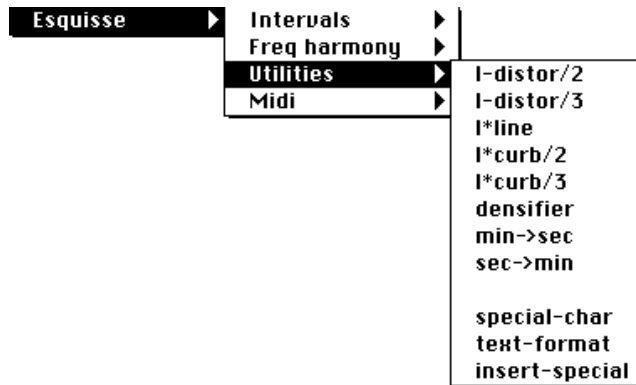 Esquisse
Intervals
Freq harmony
Utilities
Midi
l-distor/2
l-distor/3
l*line
l*curb/2
l*curb/3
densifier
min->sec
sec->min
special-char
text-format
insert-special